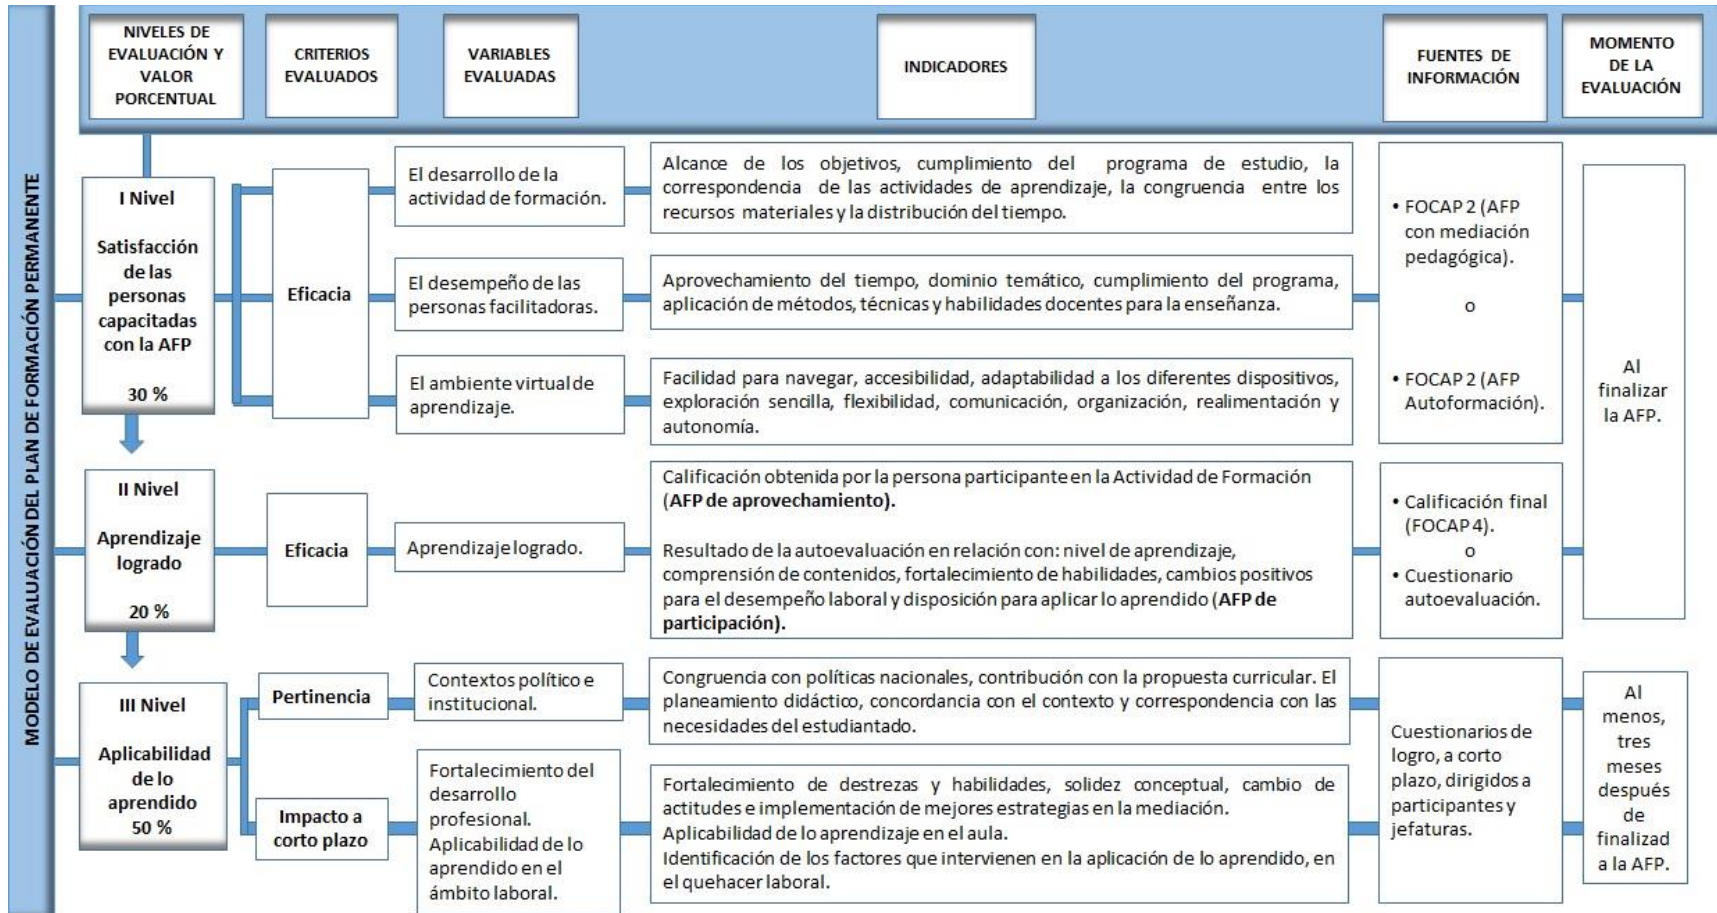 NIVELES DE
EVALUACIÓN Y
VALOR
PORCENTUAL
CRITERIOS
EVALUADOS
VARIABLES
EVALUADAS
INDICADORES
FUENTES DE
INFORMACIÓN
MOMENTO
DE LA
EVALUACIÓN
MODELO DE EVALUACIÓN DEL PLAN DE FORMACIÓN PERMANENTE
I Nivel
Satisfacción
de las
personas
capacitadas
con la AFP
30 %
Eficacia
El desarrollo de la
actividad de formación.
Alcance de los objetivos, cumplimiento del programa de estudio, la
correspondencia de las actividades de aprendizaje, la congruencia entre los
recursos materiales y la distribución del tiempo.
El desempeño de las
personas facilitadoras.
Aprovechamiento del tiempo, dominio temático, cumplimiento del programa,
aplicación de métodos, técnicas y habilidades docentes para la enseñanza.
El ambiente virtual de
aprendizaje.
Facilidad para navegar, accesibilidad, adaptabilidad a los diferentes dispositivos,
exploración sencilla, flexibilidad, comunicación, organización, realimentación y
autonomía.
• FOCAP 2 (AFP
con mediación
pedagógica).
o
• FOCAP 2 (AFP
Autoformación).
Al
finalizar
la AFP.
II Nivel
Aprendizaje
logrado
20 %
Eficacia
Aprendizaje logrado.
Calificación obtenida por la persona participante en la Actividad de Formación
(AFP de aprovechamiento).
Resultado de la autoevaluación en relación con: nivel de aprendizaje,
comprensión de contenidos, fortalecimiento de habilidades, cambios positivos
para el desempeño laboral y disposición para aplicar lo aprendido (AFP de
participación).
• Calificación final
(FOCAP 4).
o
• Cuestionario
autoevaluación.
III Nivel
Aplicabilidad
de lo
aprendido
50 %
Pertinencia
Contextos político e
institucional.
Congruencia con políticas nacionales, contribución con la propuesta curricular. El
planeamiento didáctico, concordancia con el contexto y correspondencia con las
necesidades del estudiantado.
Impacto a
corto plazo
Fortalecimiento del
desarrollo
profesional.
Aplicabilidad de lo
aprendido en el
ámbito laboral.
Fortalecimiento de destrezas y habilidades, solidez conceptual, cambio de
actitudes e implementación de mejores estrategias en la mediación.
Aplicabilidad de lo aprendizaje en el aula.
Identificación de los factores que intervienen en la aplicación de lo aprendido, en
el quehacer laboral.
Cuestionarios de
logro, a corto
plazo, dirigidos a
participantes y
jefaturas.
Al
menos,
tres
meses
después
de
finalizad
a la AFP.